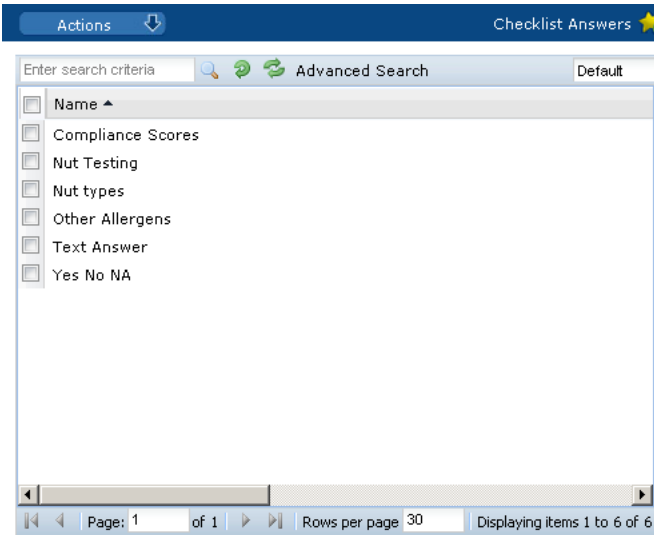 Actions Checklist Answers
Enter search criteria Advanced Search Default
Name
Compliance Scores
Nut Testing
Nut types
Other Allergens
Text Answer
Yes No NA
Page: 1 of 1 Rows per page 30 Displaying items 1 to 6 of 6